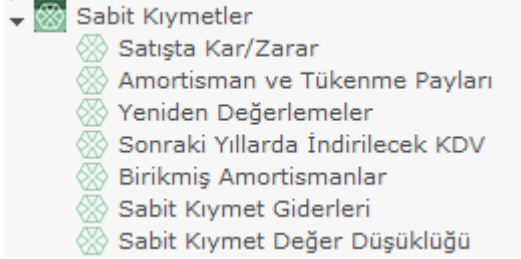 Sabit Kıymetler
Satışta Kar/Zarar
Amortisman ve Tükenme Payları
Yeniden Değerlemeler
Sonraki Yıllarda İndirilecek KDV
Birikmiş Amortismanlar
Sabit Kıymet Giderleri
Sabit Kıymet Değer Düşüklüğü